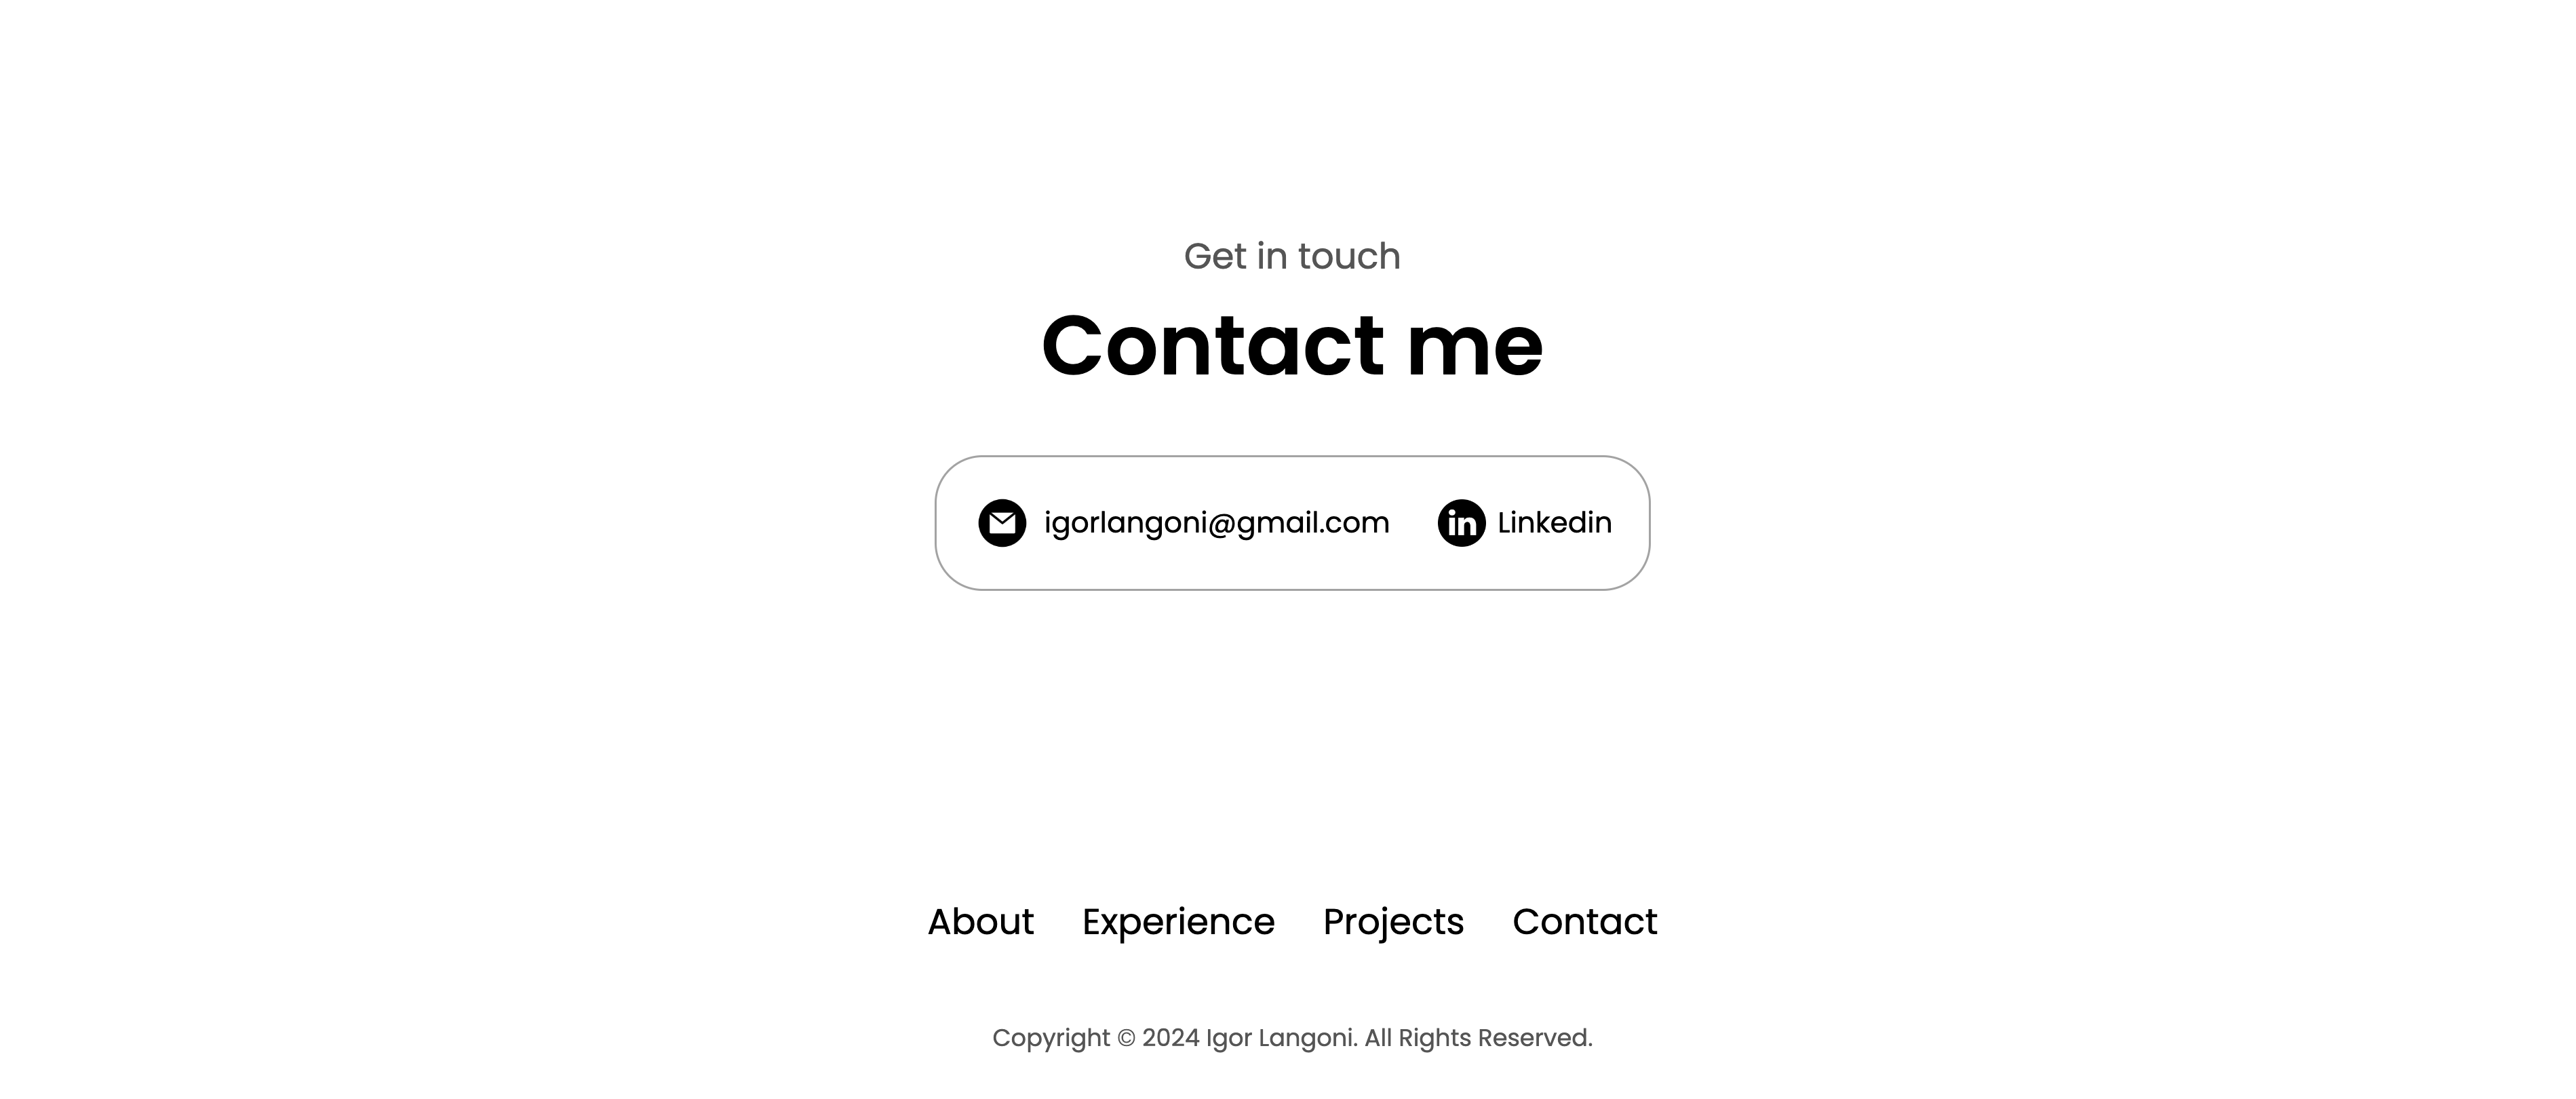 Get in touch
Contact me
igorlangoni@gmail.com in Linkedin
About Experience Projects Contact
Copyright © 2024 Igor Langoni. All Rights Reserved.